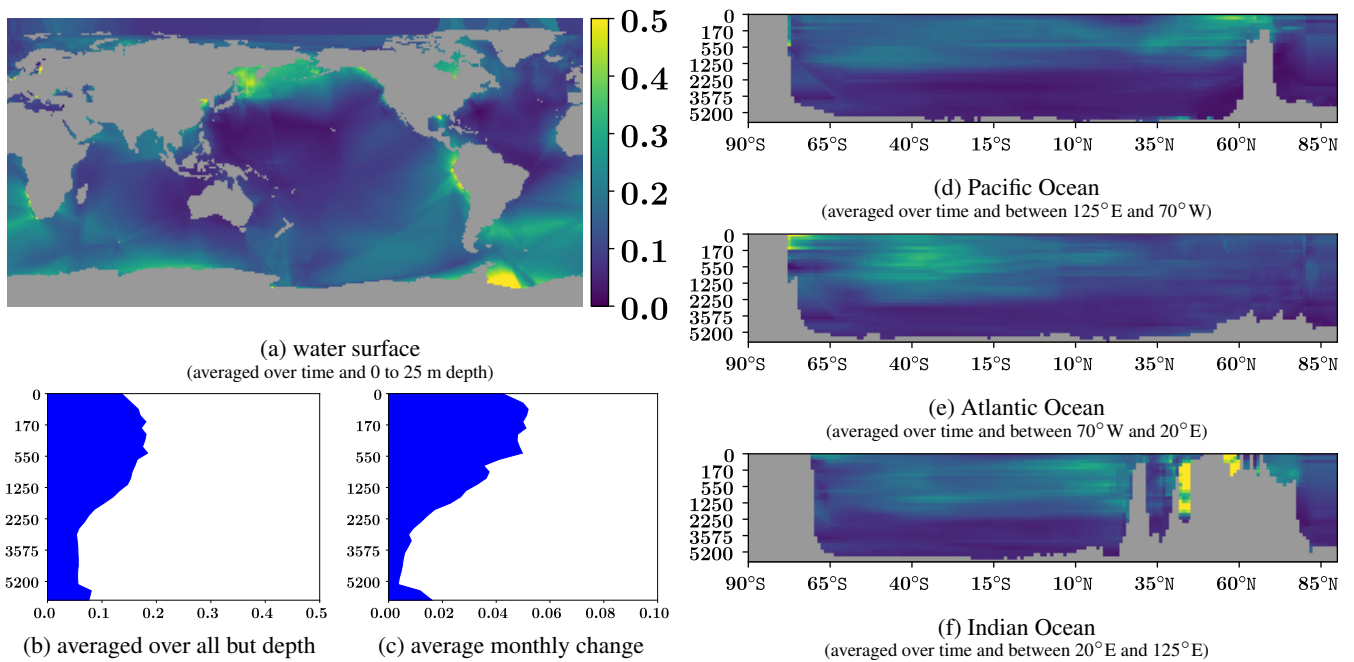 0.5
0.4
0.3
0.2
0.1
0.0
(a) water surface
(averaged over time and 0 to 25 m depth)
0
170
550
1250
2250
3575
5200
0.0 0.1 0.2 0.3 0.4 0.5
(b) averaged over all but depth
0
170
550
1250
2250
3575
5200
0.00 0.02 0.04 0.06 0.08 0.10
(c) average monthly change
0
170
550
1250
2250
3575
5200
90°S 65°S 40°S 15°S 10°N 35°N 60°N 85°N
(d) Pacific Ocean
(averaged over time and between 125°E and 70°W)
0
170
550
1250
2250
3575
5200
90°S 65°S 40°S 15°S 10°N 35°N 60°N 85°N
(e) Atlantic Ocean
(averaged over time and between 70°W and 20°E)
0
170
550
1250
2250
3575
5200
90°S 65°S 40°S 15°S 10°N 35°N 60°N 85°N
(f) Indian Ocean
(averaged over time and between 20°E and 125°E)